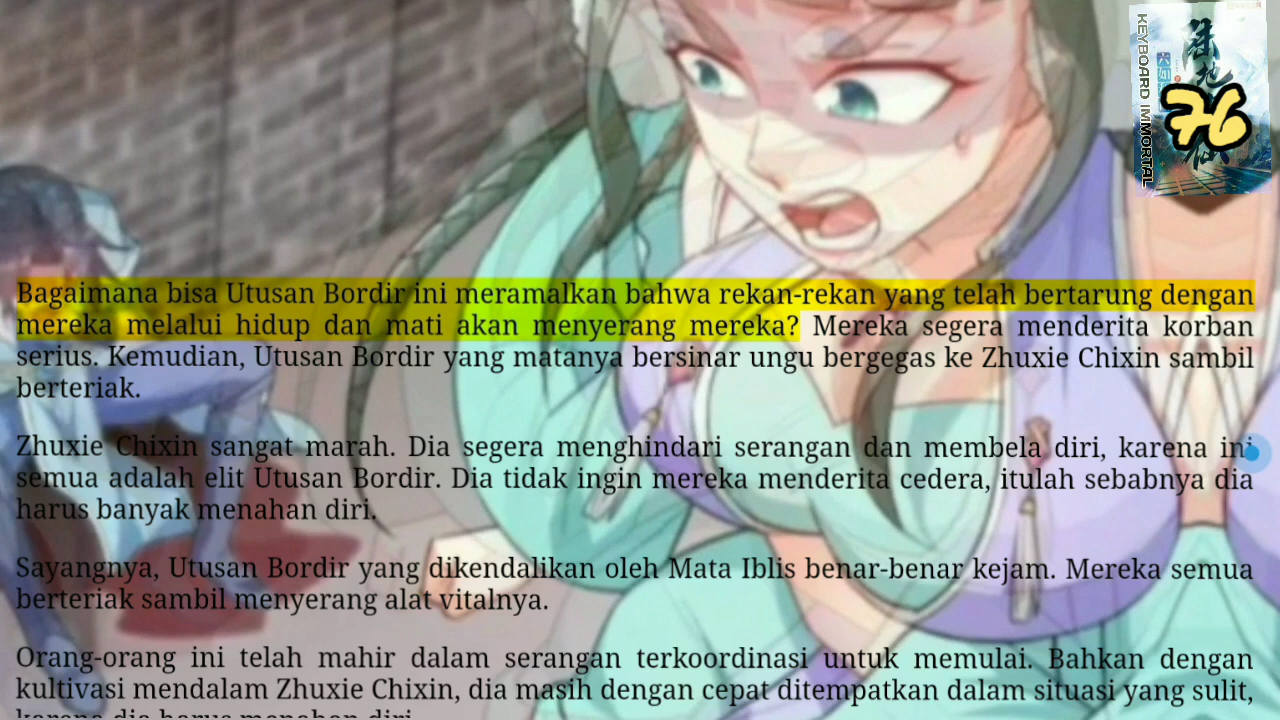 KEYBOARD IMMORTAL
76
Bagaimana bisa Utusan Bordir ini meramalkan bahwa rekan-rekan yang telah bertarung dengan
mereka melalui hidup dan mati akan menyerang mereka? Mereka segera menderita korban
serius. Kemudian, Utusan Bordir yang matanya bersinar ungu bergegas ke Zhuxie Chixin sambil
berteriak.
Zhuxie Chixin sangat marah. Dia segera menghindari serangan dan membela diri, karena ini
semua adalah elit Utusan Bordir. Dia tidak ingin mereka menderita cedera, itulah sebabnya dia
harus banyak menahan diri.
Sayangnya, Utusan Bordir yang dikendalikan oleh Mata Iblis benar-benar kejam. Mereka semua
berteriak sambil menyerang alat vitalnya.
Orang-orang ini telah mahir dalam serangan terkoordinasi untuk memulai. Bahkan dengan
kultivasi mendalam Zhuxie Chixin, dia masih dengan cepat ditempatkan dalam situasi yang sulit,
karena dia harus menahan diri.